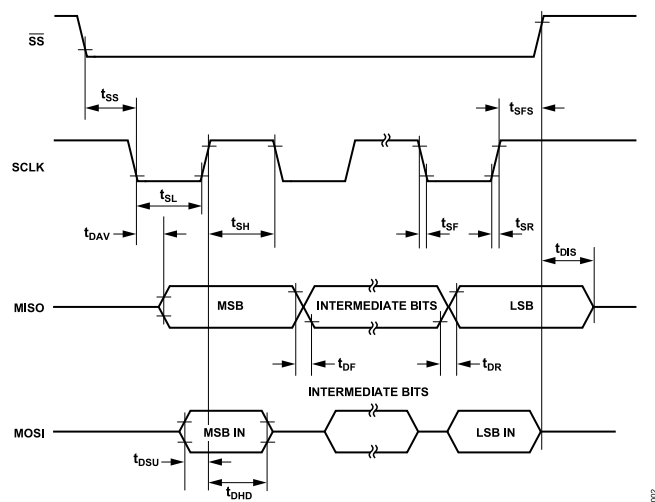 SS
tSS
tSFS
SCLK
tSL
tSH
tSF
tSR
tDAV
tDIS
MISO
MSB
INTERMEDIATE BITS
LSB
tDF
tDR
INTERMEDIATE BITS
MOSI
MSB IN
LSB IN
tDSU
tDHD
002